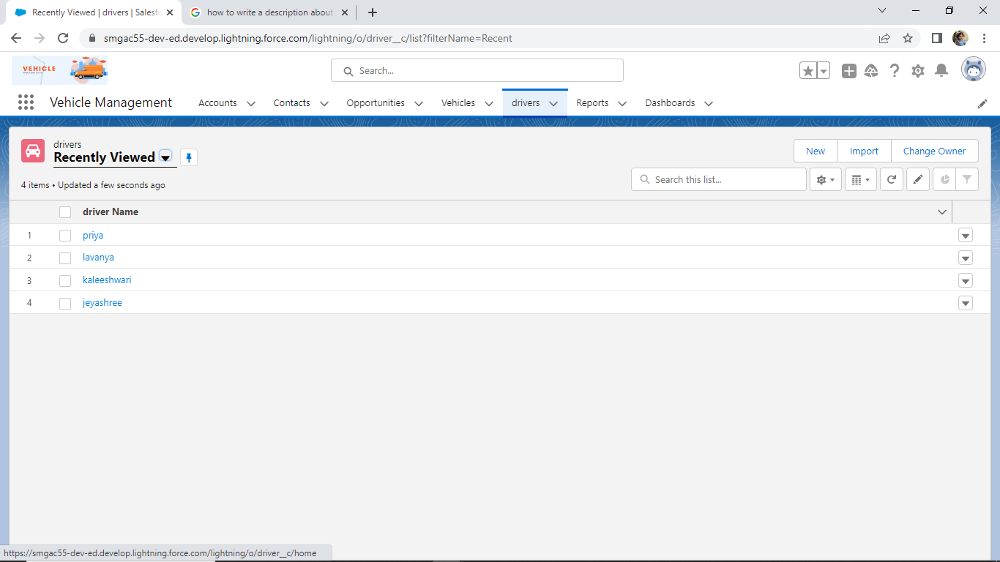 Recently Viewed | drivers | Salesfo
how to write a description about
smgac55-dev-ed.develop.lightning.force.com/lightning/o/driver__c/list?filterName=Recent
VEHICLE
Search...
Vehicle Management
Accounts
Contacts
Opportunities
Vehicles
drivers
Reports
Dashboards
drivers
Recently Viewed
New
Import
Change Owner
4 items • Updated a few seconds ago
Search this list...
driver Name
1 priya
2 lavanya
3 kaleeshwari
4 jeyashree
https://smgac55-dev-ed.develop.lightning.force.com/lightning/o/driver__c/home